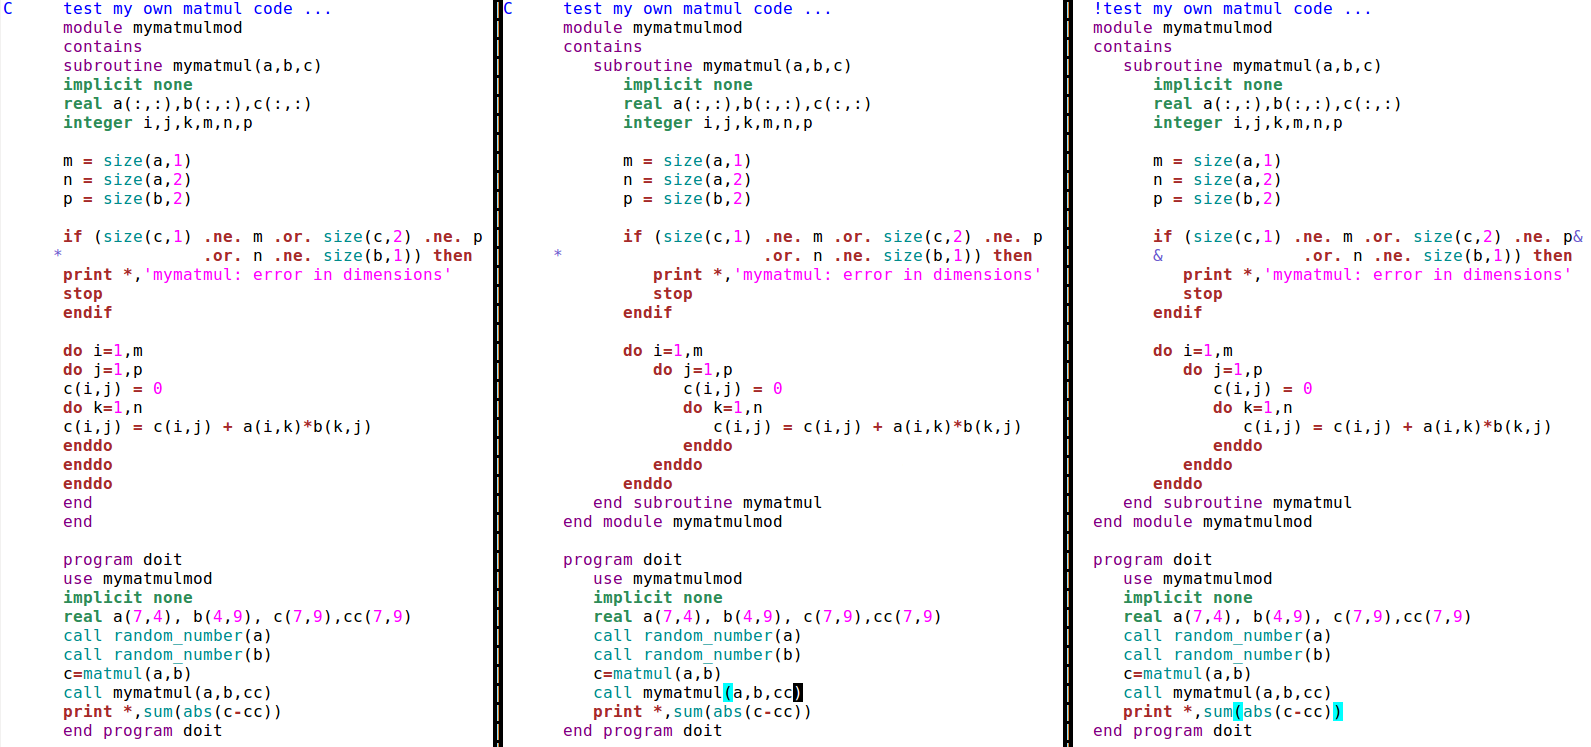 C     test my own matmul code ...
      module mymatmulmod
      contains
      subroutine mymatmul(a,b,c)
      implicit none
      real a(:,:),b(:,:),c(:,:)
      integer i,j,k,m,n,p

      m = size(a,1)
      n = size(a,2)
      p = size(b,2)

      if (size(c,1) .ne. m .or. size(c,2) .ne. p
     *              .or. n .ne. size(b,1)) then
      print *,'mymatmul: error in dimensions'
      stop
      endif

      do i=1,m
      do j=1,p
      c(i,j) = 0
      do k=1,n
      c(i,j) = c(i,j) + a(i,k)*b(k,j)
      enddo
      enddo
      enddo
      end
      end

      program doit
      use mymatmulmod
      implicit none
      real a(7,4), b(4,9), c(7,9),cc(7,9)
      call random_number(a)
      call random_number(b)
      c=matmul(a,b)
      call mymatmul(a,b,cc)
      print *,sum(abs(c-cc))
      end program doit
C     test my own matmul code ...
      module mymatmulmod
      contains
         subroutine mymatmul(a,b,c)
            implicit none
            real a(:,:),b(:,:),c(:,:)
            integer i,j,k,m,n,p

            m = size(a,1)
            n = size(a,2)
            p = size(b,2)

            if (size(c,1) .ne. m .or. size(c,2) .ne. p
     *                    .or. n .ne. size(b,1)) then
               print *,'mymatmul: error in dimensions'
               stop
            endif

            do i=1,m
               do j=1,p
                  c(i,j) = 0
                  do k=1,n
                     c(i,j) = c(i,j) + a(i,k)*b(k,j)
                  enddo
               enddo
            enddo
         end subroutine mymatmul
      end module mymatmulmod

      program doit
         use mymatmulmod
         implicit none
         real a(7,4), b(4,9), c(7,9),cc(7,9)
         call random_number(a)
         call random_number(b)
         c=matmul(a,b)
         call mymatmul(a,b,cc)
         print *,sum(abs(c-cc))
      end program doit
!test my own matmul code ...
module mymatmulmod
contains
   subroutine mymatmul(a,b,c)
      implicit none
      real a(:,:),b(:,:),c(:,:)
      integer i,j,k,m,n,p

      m = size(a,1)
      n = size(a,2)
      p = size(b,2)

      if (size(c,1) .ne. m .or. size(c,2) .ne. p&
      &              .or. n .ne. size(b,1)) then
         print *,'mymatmul: error in dimensions'
         stop
      endif

      do i=1,m
         do j=1,p
            c(i,j) = 0
            do k=1,n
               c(i,j) = c(i,j) + a(i,k)*b(k,j)
            enddo
         enddo
      enddo
   end subroutine mymatmul
end module mymatmulmod

program doit
   use mymatmulmod
   implicit none
   real a(7,4), b(4,9), c(7,9),cc(7,9)
   call random_number(a)
   call random_number(b)
   c=matmul(a,b)
   call mymatmul(a,b,cc)
   print *,sum(abs(c-cc))
end program doit